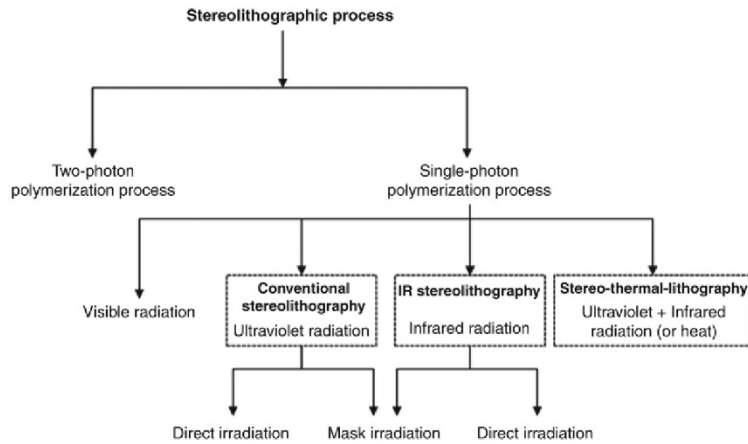 Stereolithographic process
Two-photon
polymerization process
Single-photon
polymerization process
Visible radiation
Conventional
stereolithography
Ultraviolet radiation
IR stereolithography
Infrared radiation
Stereo-thermal-lithography
Ultraviolet + Infrared
radiation (or heat)
Direct irradiation
Mask irradiation
Direct irradiation